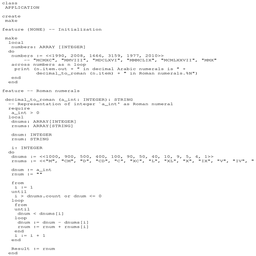 class
APPLICATION
create
make
feature {NONE} -- Initialization
make
local
numbers: ARRAY [INTEGER]
do
numbers := <<1990, 2008, 1666, 3159, 1977, 2010>>
across numbers as n loop
print (n.item.out + " in decimal Arabic numerals is " +
decimal_to_roman (n.item) + " in Roman numerals.%N")
end
end
feature -- Roman numerals
decimal_to_roman (a_int: INTEGER): STRING
-- Representation of integer `a_int' as Roman numeral
require
a_int > 0
local
dnums: ARRAY[INTEGER]
rnums: ARRAY[STRING]
dnum: INTEGER
rnum: STRING
i: INTEGER
do
dnums := <<1000, 900, 500, 400, 100, 90, 50, 40, 10, 9, 5, 4, 1>>
rnums := <<"M", "CM", "D", "CD", "C", "XC", "L", "XL", "X", "IX", "V", "IV", "
dnum := a_int
rnum := ""
from
i := 1
until
i > dnums.count or dnum <= 0
loop
from
until
dnum < dnums[i]
loop
dnum := dnum - dnums[i]
rnum := rnum + rnums[i]
end
i := i + 1
end
Result := rnum
end